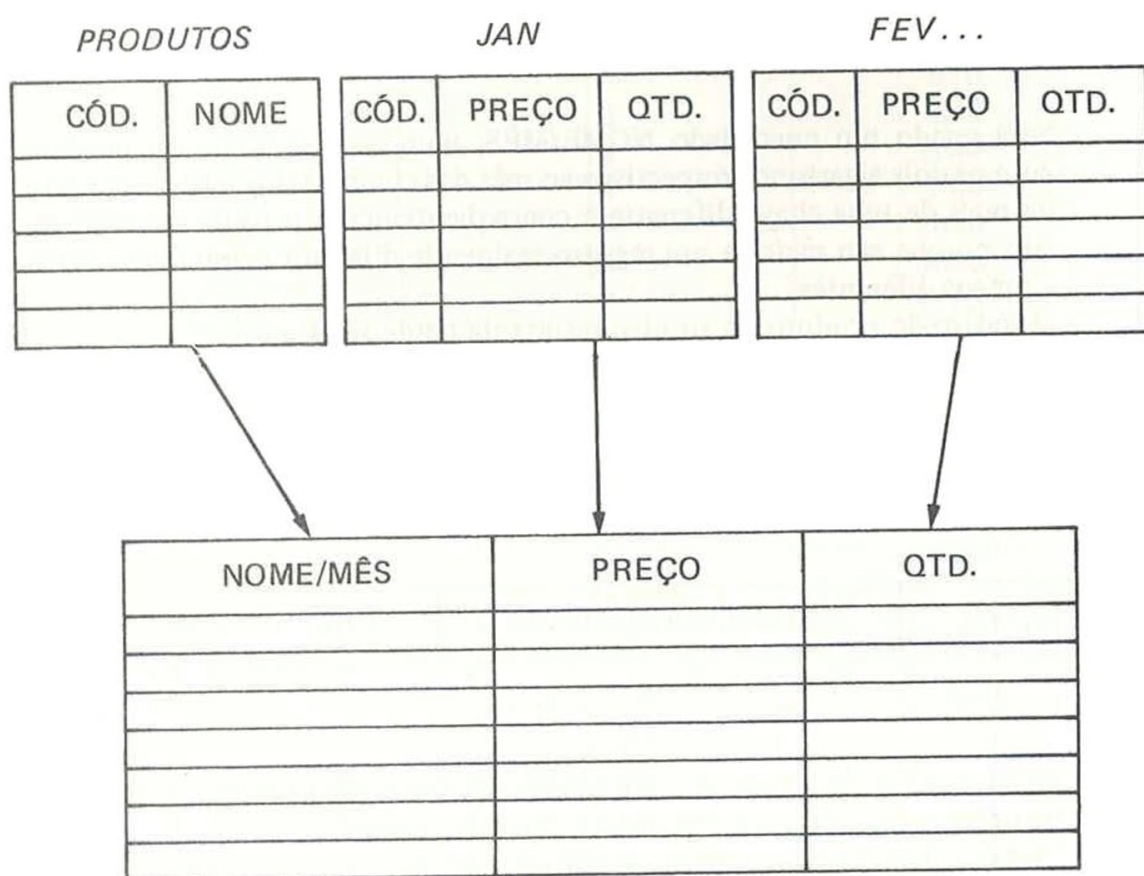 PRODUTOS JAN FEV...
CÓD. NOME CÓD. PREÇO QTD. CÓD. PREÇO QTD.
NOME/MÊS PREÇO QTD.